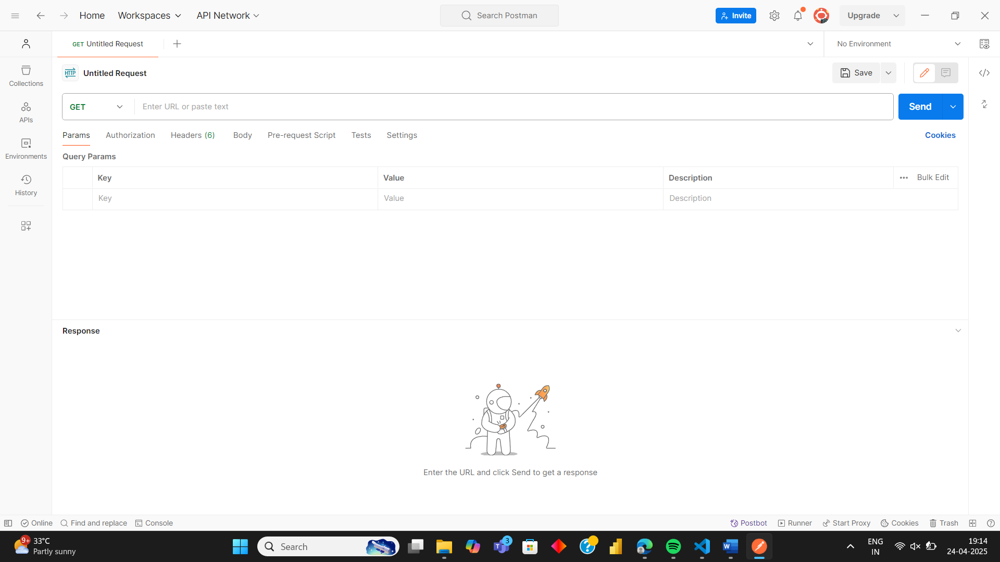 Home Workspaces API Network Search Postman Invite Upgrade
GET Untitled Request No Environment
HTTP Untitled Request Save
GET Enter URL or paste text Send
Params Authorization Headers (6) Body Pre-request Script Tests Settings Cookies
Query Params
Key Value Description Bulk Edit
Key Value Description
Collections
APIs
Environments
History
Response
Enter the URL and click Send to get a response
Online Find and replace Console Postbot Runner Start Proxy Cookies Trash
9+ 33°C
Partly sunny
Search
T 3
W
ENG
IN
19:14
24-04-2025